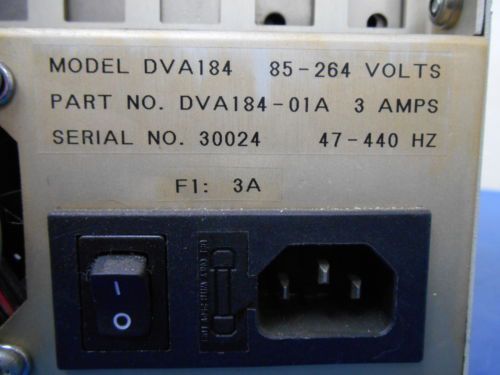 MODEL DVA184 85-264 VOLTS
PART NO. DVA184-01A 3 AMPS
SERIAL NO. 30024 47-440 HZ
F1: 3A
I
O